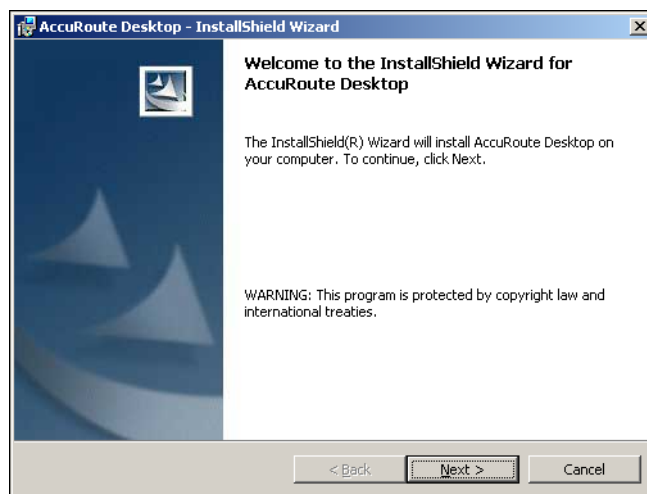 AccuRoute Desktop - InstallShield Wizard
Welcome to the InstallShield Wizard for
AccuRoute Desktop
The InstallShield(R) Wizard will install AccuRoute Desktop on
your computer. To continue, click Next.
WARNING: This program is protected by copyright law and
international treaties.
< Back Next > Cancel